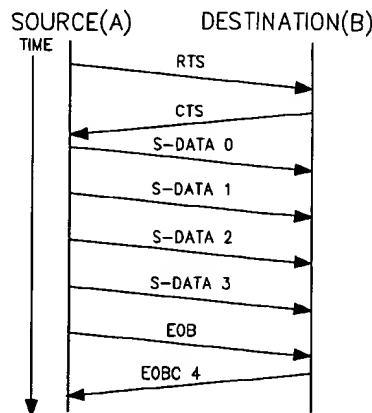 SOURCE(A) DESTINATION(B)
TIME
RTS
CTS
S-DATA 0
S-DATA 1
S-DATA 2
S-DATA 3
EOB
EOBC 4